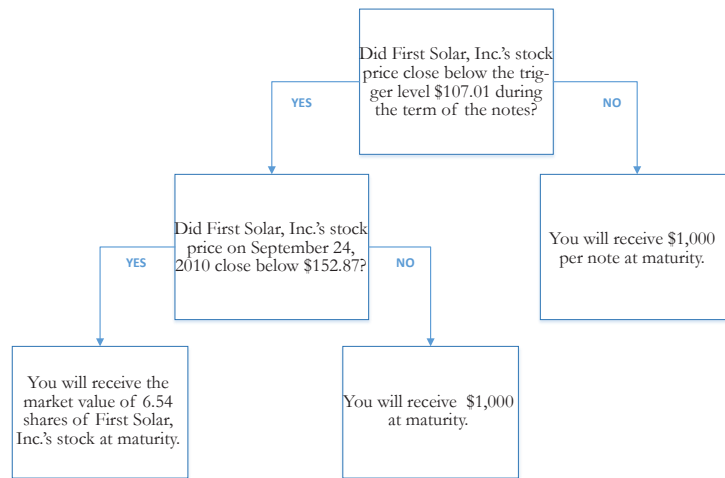 Did First Solar, Inc.'s stock
price close below the trig-
ger level $107.01 during
the term of the notes?
YES
NO
Did First Solar, Inc.'s stock
price on September 24,
2010 close below $152.87?
You will receive $1,000
per note at maturity.
YES
NO
You will receive the
market value of 6.54
shares of First Solar,
Inc.'s stock at maturity.
You will receive $1,000
at maturity.